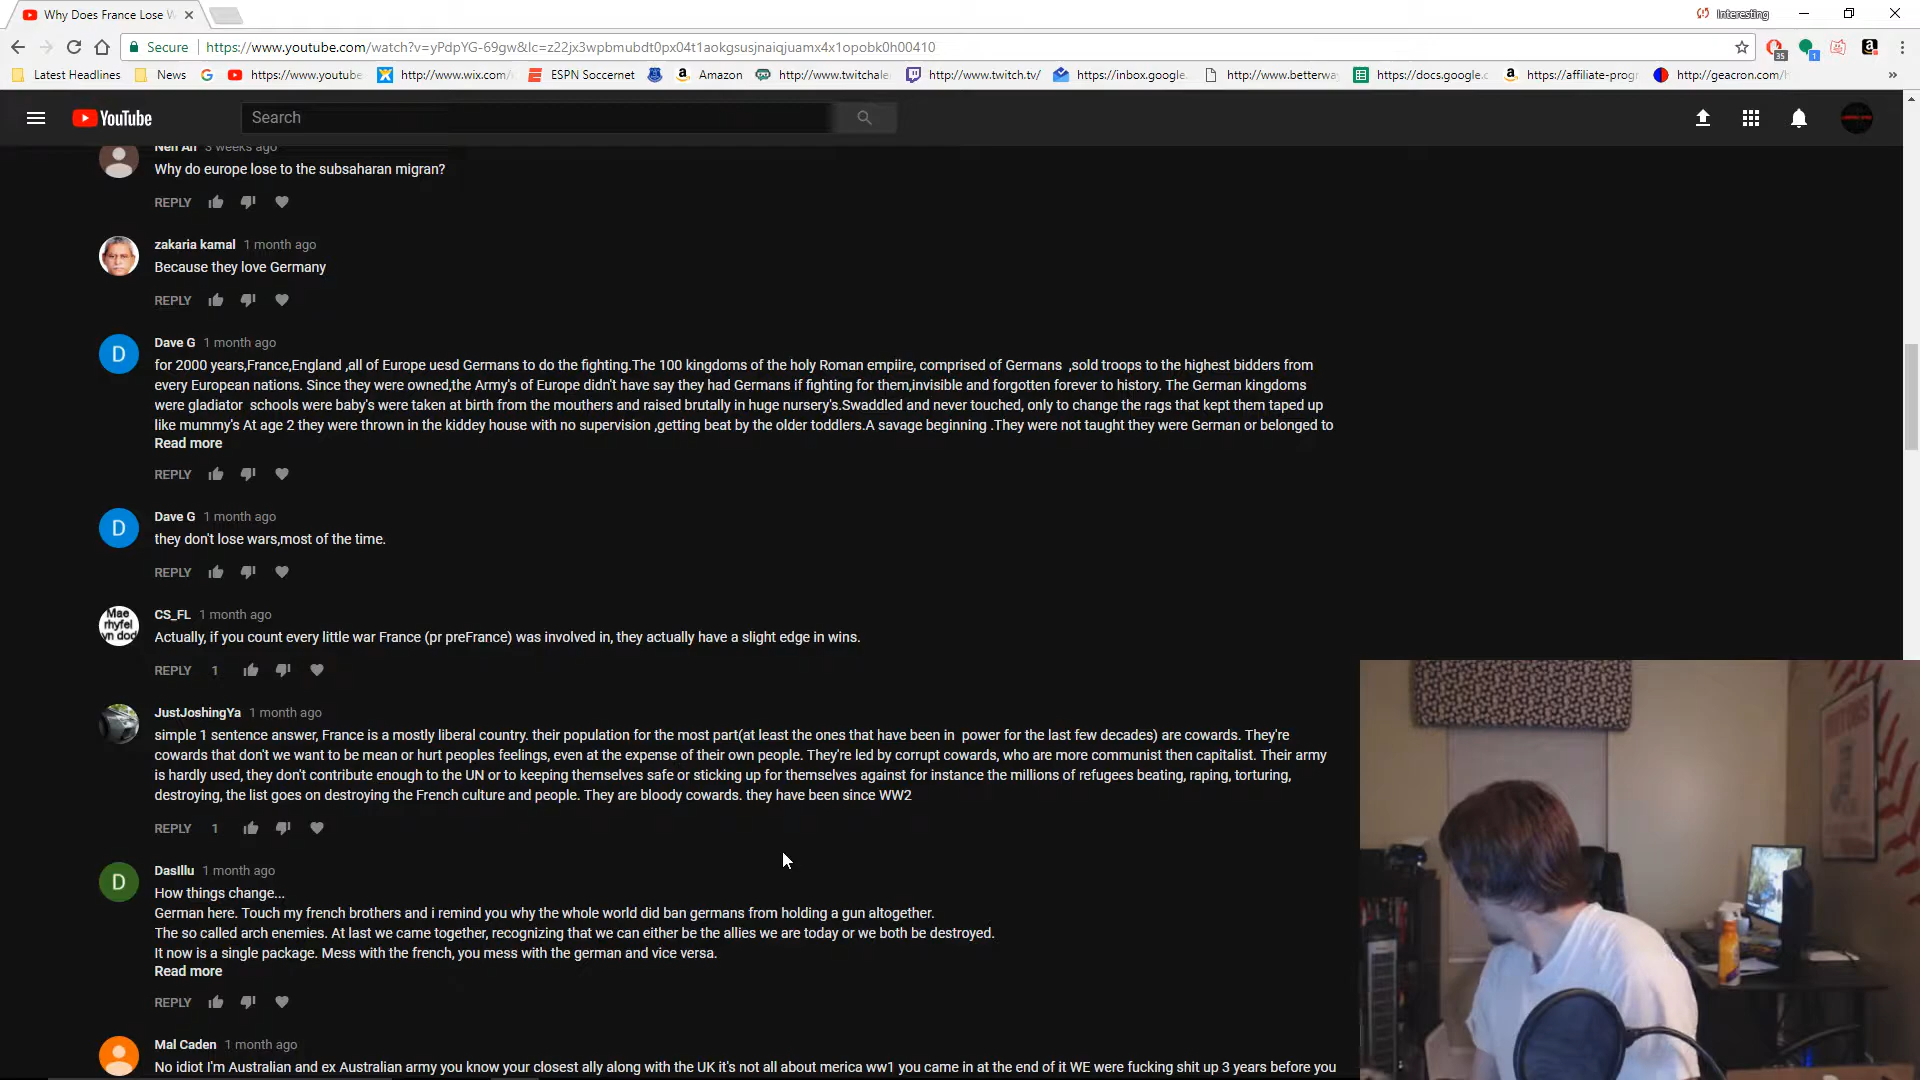 Why Does France Lose W
Interesting
Secure
https://www.youtube.com/watch?v=yPdpYG-69gw&lc=z22jx3wpbmubdt0px04t1aokgsusjnaiqjuamx4x1opobk0h00410
35
1
Latest Headlines
News
https://www.youtube
http://www.wix.com/
ESPN Soccernet
Amazon
http://www.twitchale
http://www.twitch.tv/
https://inbox.google.
http://www.betterwa
https://docs.google.c
https://affiliate-progr
http://geacron.com/h
YouTube
Search
3 weeks ago
Why do europe lose to the subsaharan migran?
REPLY
zakaria kamal 1 month ago
Because they love Germany
REPLY
D
Dave G 1 month ago
for 2000 years,France,England ,all of Europe uesd Germans to do the fighting.The 100 kingdoms of the holy Roman empiire, comprised of Germans ,sold troops to the highest bidders from
every European nations. Since they were owned,the Army's of Europe didn't have say they had Germans if fighting for them,invisible and forgotten forever to history. The German kingdoms
were gladiator schools were baby's were taken at birth from the mouthers and raised brutally in huge nursery's.Swaddled and never touched, only to change the rags that kept them taped up
like mummy's At age 2 they were thrown in the kiddey house with no supervision ,getting beat by the older toddlers.A savage beginning .They were not taught they were German or belonged to
Read more
REPLY
D
Dave G 1 month ago
they don't lose wars,most of the time.
REPLY
Mae
rhyfel
yn dod
CS_FL 1 month ago
Actually, if you count every little war France (pr preFrance) was involved in, they actually have a slight edge in wins.
REPLY 1
JustJoshingYa 1 month ago
simple 1 sentence answer, France is a mostly liberal country. their population for the most part(at least the ones that have been in power for the last few decades) are cowards. They're
cowards that don't we want to be mean or hurt peoples feelings, even at the expense of their own people. They're led by corrupt cowards, who are more communist then capitalist. Their army
is hardly used, they don't contribute enough to the UN or to keeping themselves safe or sticking up for themselves against for instance the millions of refugees beating, raping, torturing,
destroying, the list goes on destroying the French culture and people. They are bloody cowards. they have been since WW2
REPLY 1
D
DasIllu 1 month ago
How things change...
German here. Touch my french brothers and i remind you why the whole world did ban germans from holding a gun altogether.
The so called arch enemies. At last we came together, recognizing that we can either be the allies we are today or we both be destroyed.
It now is a single package. Mess with the french, you mess with the german and vice versa.
Read more
REPLY
Mal Caden 1 month ago
No idiot I'm Australian and ex Australian army you know your closest ally along with the UK it's not all about merica ww1 you came in at the end of it WE were fucking shit up 3 years before you